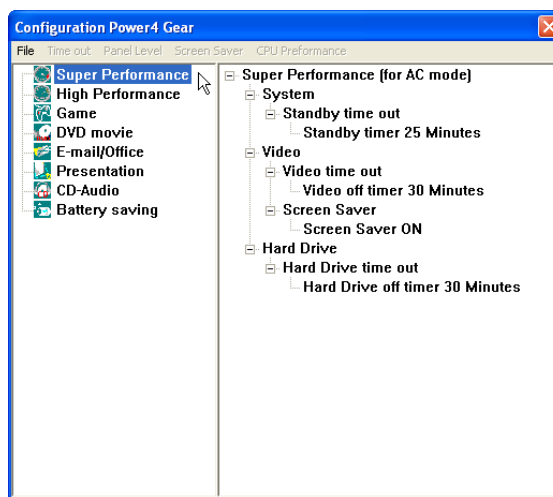 Configuration Power4 Gear
File Time out Panel Level Screen Saver CPU Preformance
Super Performance
High Performance
Game
DVD movie
E-mail/Office
Presentation
CD-Audio
Battery saving
Super Performance (for AC mode)
System
Standby time out
Standby timer 25 Minutes
Video
Video time out
Video off timer 30 Minutes
Screen Saver
Screen Saver ON
Hard Drive
Hard Drive time out
Hard Drive off timer 30 Minutes